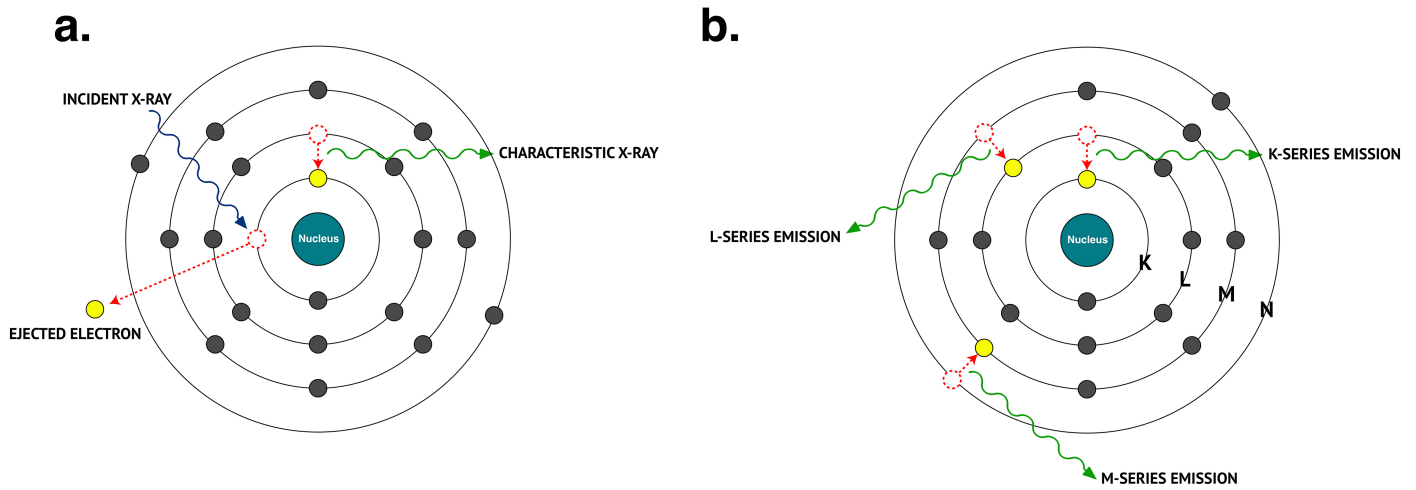 a.
INCIDENT X-RAY
CHARACTERISTIC X-RAY
Nucleus
EJECTED ELECTRON
b.
K-SERIES EMISSION
L-SERIES EMISSION
Nucleus
K
L
M
N
M-SERIES EMISSION